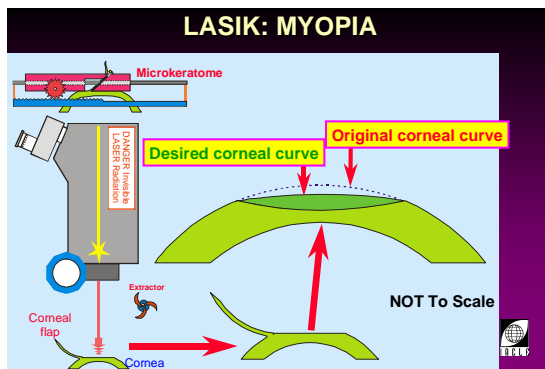 LASIK: MYOPIA
Microkeratome
DANGER Invisible
LASER Radiation
Original corneal curve
Desired corneal curve
Extractor
NOT To Scale
Corneal
flap
Cornea
IACLE